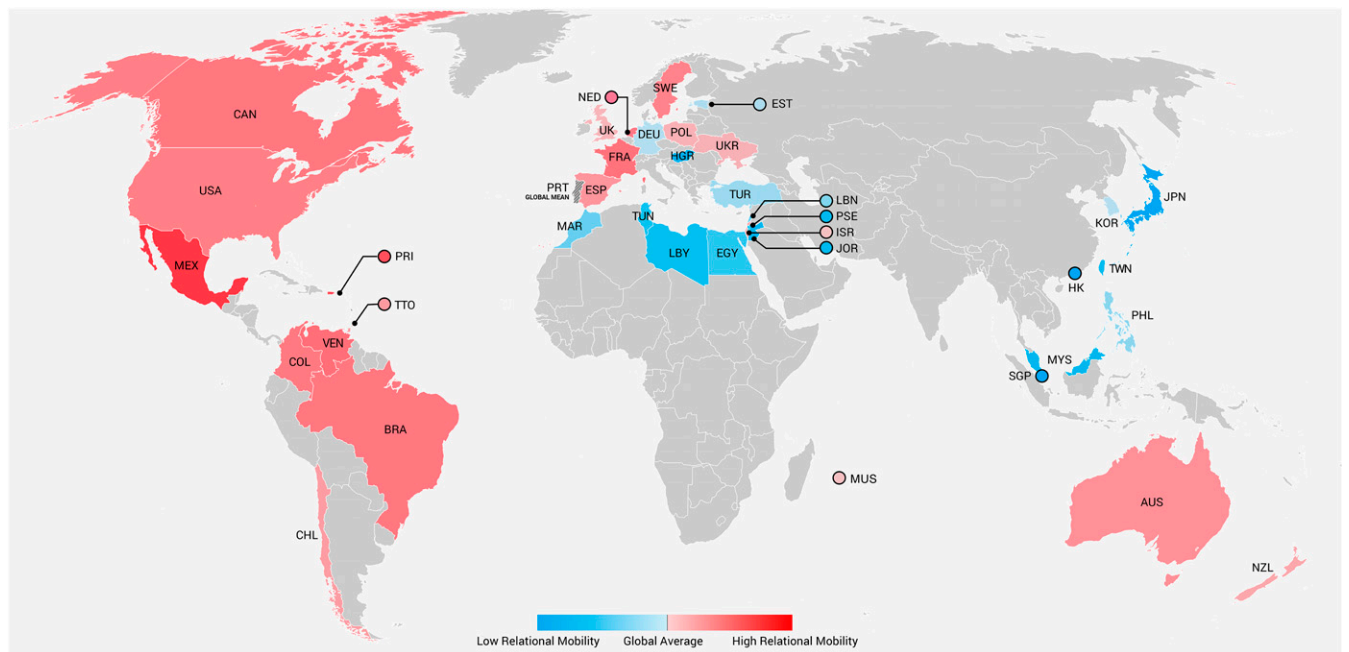 CAN
USA
MEX
PRI
TTO
VEN
COL
BRA
CHL
NED
SWE
EST
UK
DEU
POL
UKR
FRA
HGR
PRT
GLOBAL MEAN
ESP
TUR
MAR
TUN
LBY
EGY
LBN
PSE
ISR
JOR
JPN
KOR
TWN
HK
PHL
MYS
SGP
MUS
AUS
NZL
Low Relational Mobility Global Average High Relational Mobility